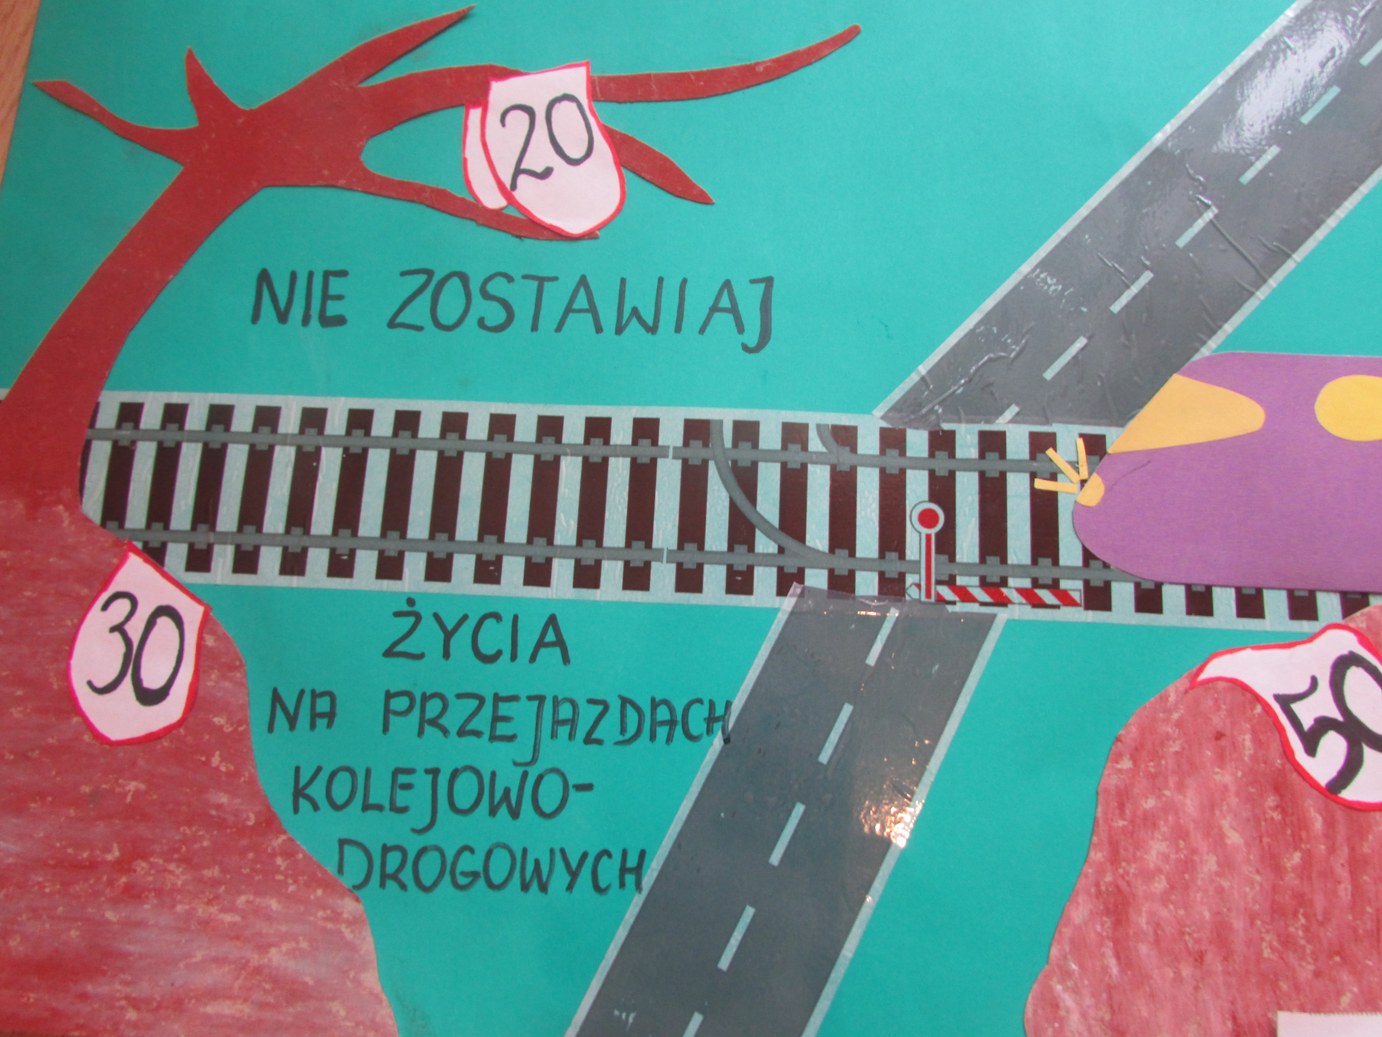 20
NIE ZOSTAWIAJ
30
ŻYCIA
NA PRZEJAZDACH
KOLEJOWO-
DROGOWYCH
50